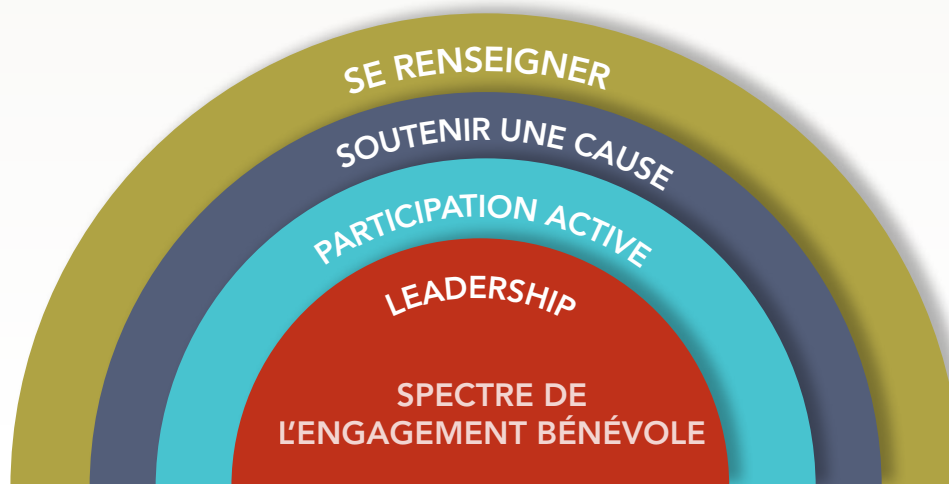 SE RENSEIGNER
SOUTENIR UNE CAUSE
PARTICIPATION ACTIVE
LEADERSHIP
SPECTRE DE
L'ENGAGEMENT BÉNÉVOLE